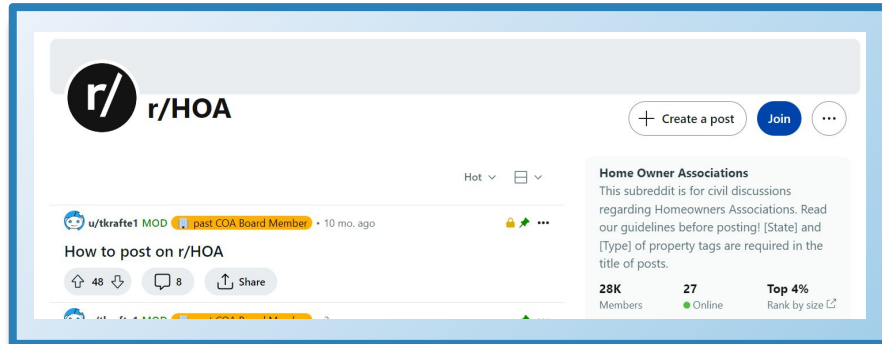 r/
r/HOA
Create a post
Join
Hot
u/tkrafte1 MOD past COA Board Member • 10 mo. ago
How to post on r/HOA
48
8
Share
Home Owner Associations
This subreddit is for civil discussions
regarding Homeowners Associations. Read
our guidelines before posting! [State] and
[Type] of property tags are required in the
title of posts.
28K 27 Top 4%
Members Online Rank by size